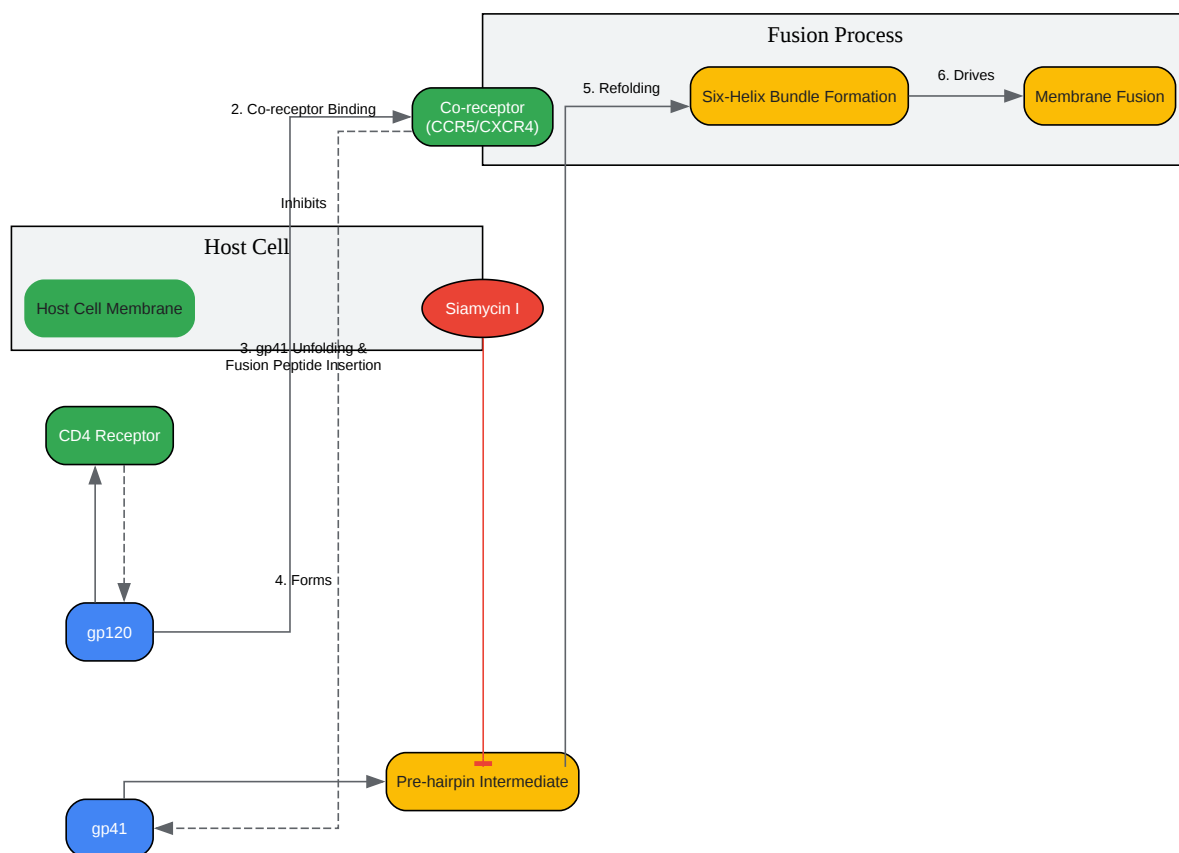 Fusion Process
5. Refolding
6. Drives
Six-Helix Bundle Formation
Membrane Fusion
2. Co-receptor Binding
Co-receptor
(CCR5/CXCR4)
Inhibits
Host Cell
Host Cell Membrane
Siamycin I
3. gp41 Unfolding &
Fusion Peptide Insertion
CD4 Receptor
4. Forms
gp120
Pre-hairpin Intermediate
gp41